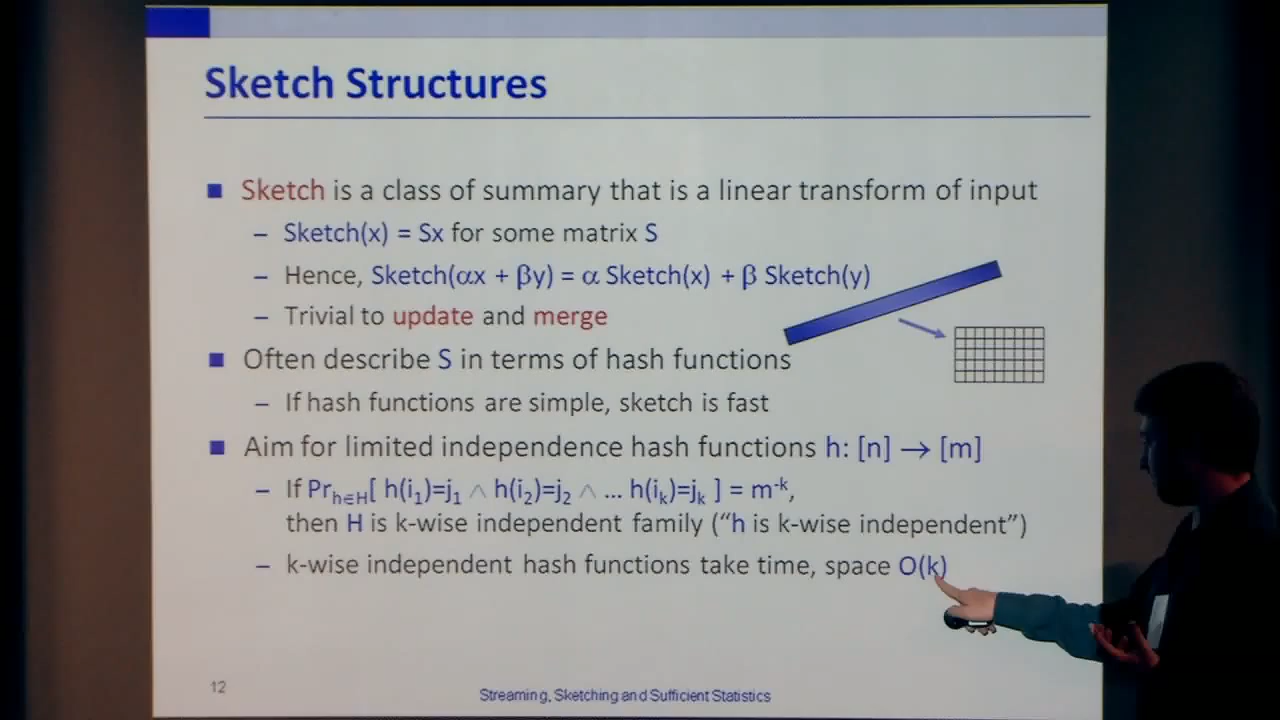 Sketch Structures
Sketch is a class of summary that is a linear transform of input
– Sketch(x) = Sx for some matrix S
– Hence, Sketch(αx + βy) = α Sketch(x) + β Sketch(y)
– Trivial to update and merge
Often describe S in terms of hash functions
– If hash functions are simple, sketch is fast
Aim for limited independence hash functions h: [n] → [m]
– If Pr_{h∈H}[ h(i₁)=j₁ ∧ h(i₂)=j₂ ∧ … h(iₖ)=jₖ ] = m⁻ᵏ,
then H is k-wise independent family (“h is k-wise independent”)
– k-wise independent hash functions take time, space O(k)
12
Streaming, Sketching and Sufficient Statistics